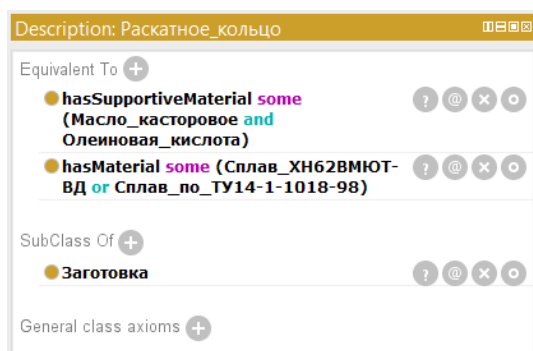 Description: Раскатное_кольцо
Equivalent To
hasSupportiveMaterial some
(Масло_касторовое and
Олеиновая_кислота)
hasMaterial some (Сплав_ХН62ВМЮТ-
ВД or Сплав_по_ТУ14-1-1018-98)
SubClass Of
Заготовка
General class axioms